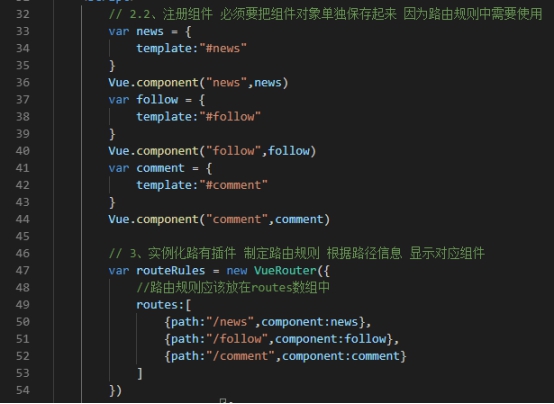 32 // 2.2、注册组件 必须要把组件对象单独保存起来 因为路由规则中需要使用
33 var news = {
34 template:"#news"
35 }
36 Vue.component("news",news)
37 var follow = {
38 template:"#follow"
39 }
40 Vue.component("follow",follow)
41 var comment = {
42 template:"#comment"
43 }
44 Vue.component("comment",comment)
45
46 // 3、实例化路有插件 制定路由规则 根据路径信息 显示对应组件
47 var routeRules = new VueRouter({
48 //路由规则应该放在routes数组中
49 routes:[
50 {path:"/news",component:news},
51 {path:"/follow",component:follow},
52 {path:"/comment",component:comment}
53 ]
54 })